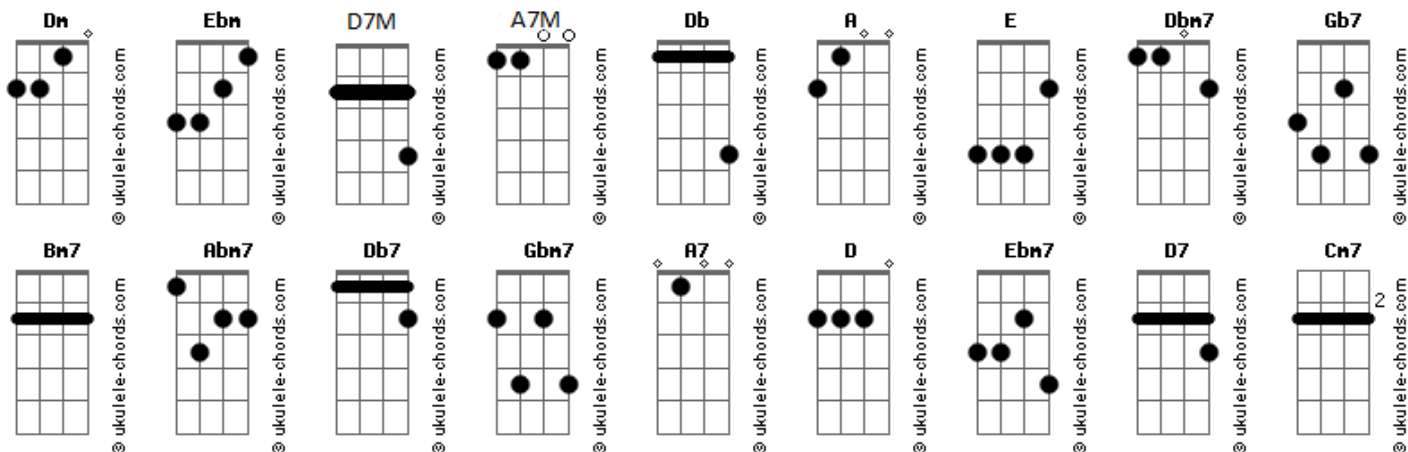 Dm Ebm D7M A7M Db A E Dbm7 Gb7
© ukulele-chords.com © ukulele-chords.com © ukulele-chords.com © ukulele-chords.com © ukulele-chords.com © ukulele-chords.com © ukulele-chords.com © ukulele-chords.com © ukulele-chords.com
Bm7 Abm7 Db7 Gbm7 A7 D Ebm7 D7 Cm7
2
© ukulele-chords.com © ukulele-chords.com © ukulele-chords.com © ukulele-chords.com © ukulele-chords.com © ukulele-chords.com © ukulele-chords.com © ukulele-chords.com © ukulele-chords.com